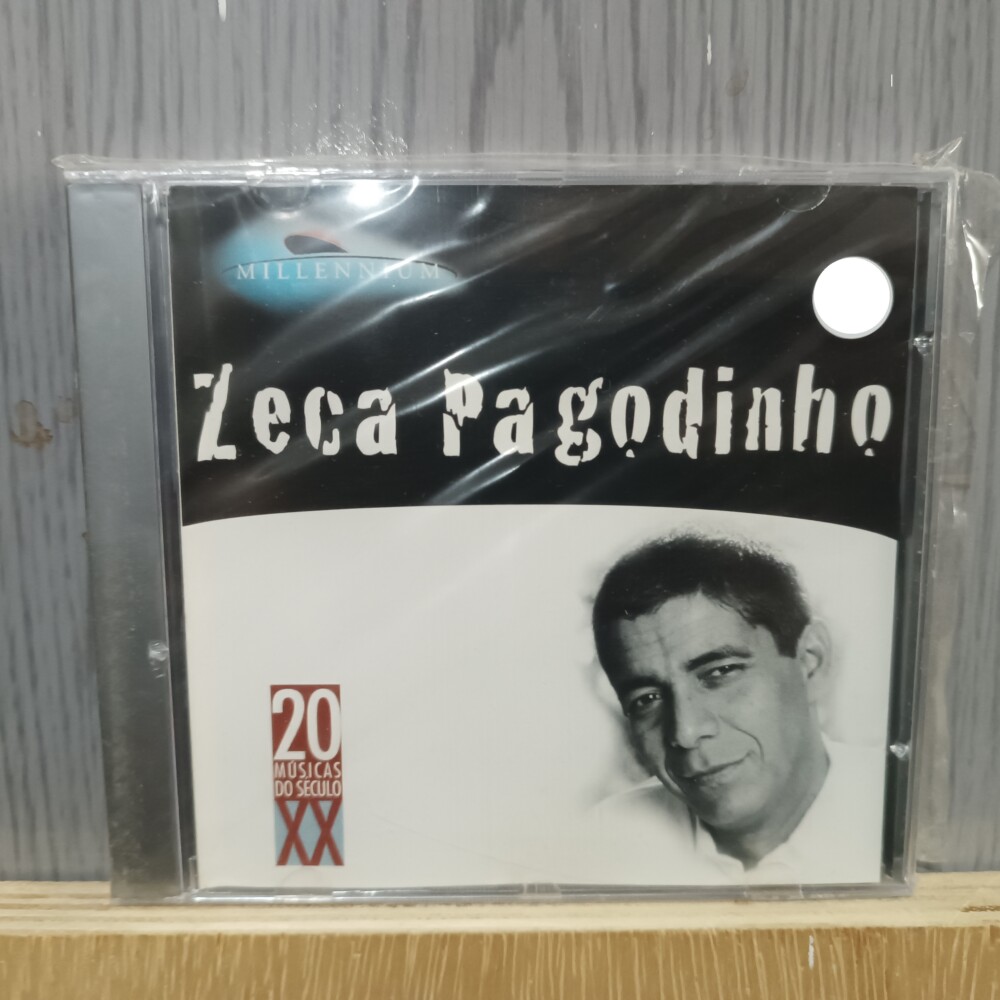 MILLENNIUM
Zeca Pagodinho
20
MÚSICAS
DO SÉCULO
XX